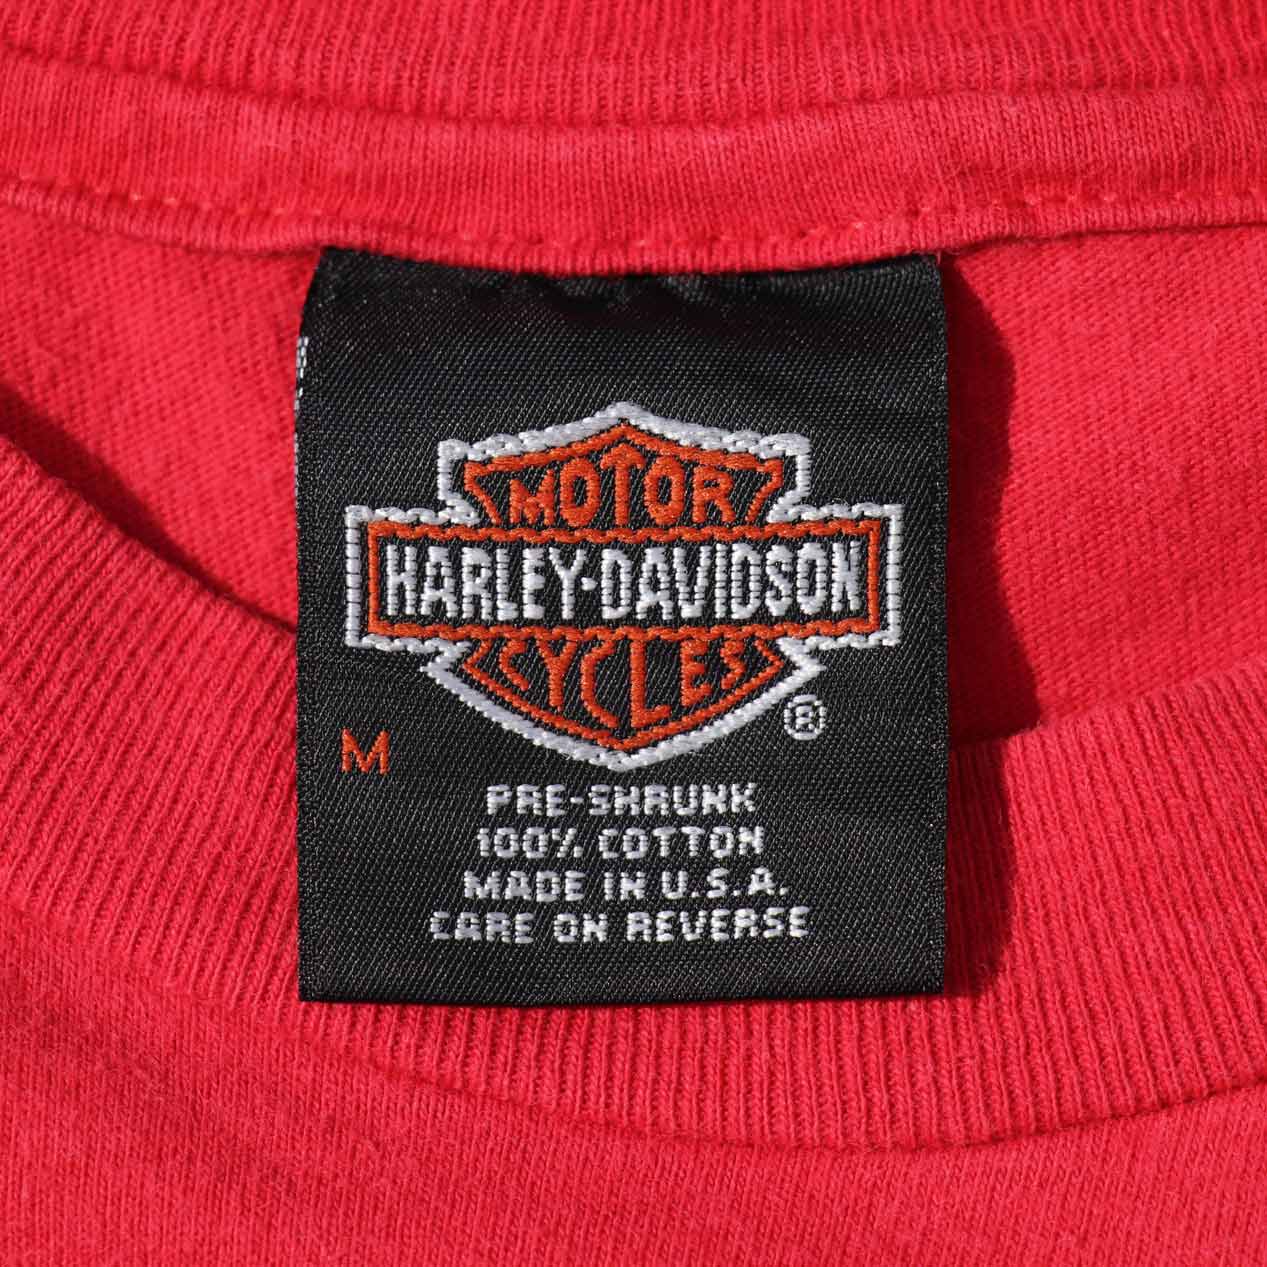 MOTOR
HARLEY-DAVIDSON
CYCLES
®
M
PRE-SHRUNK
100% COTTON
MADE IN U.S.A.
CARE ON REVERSE